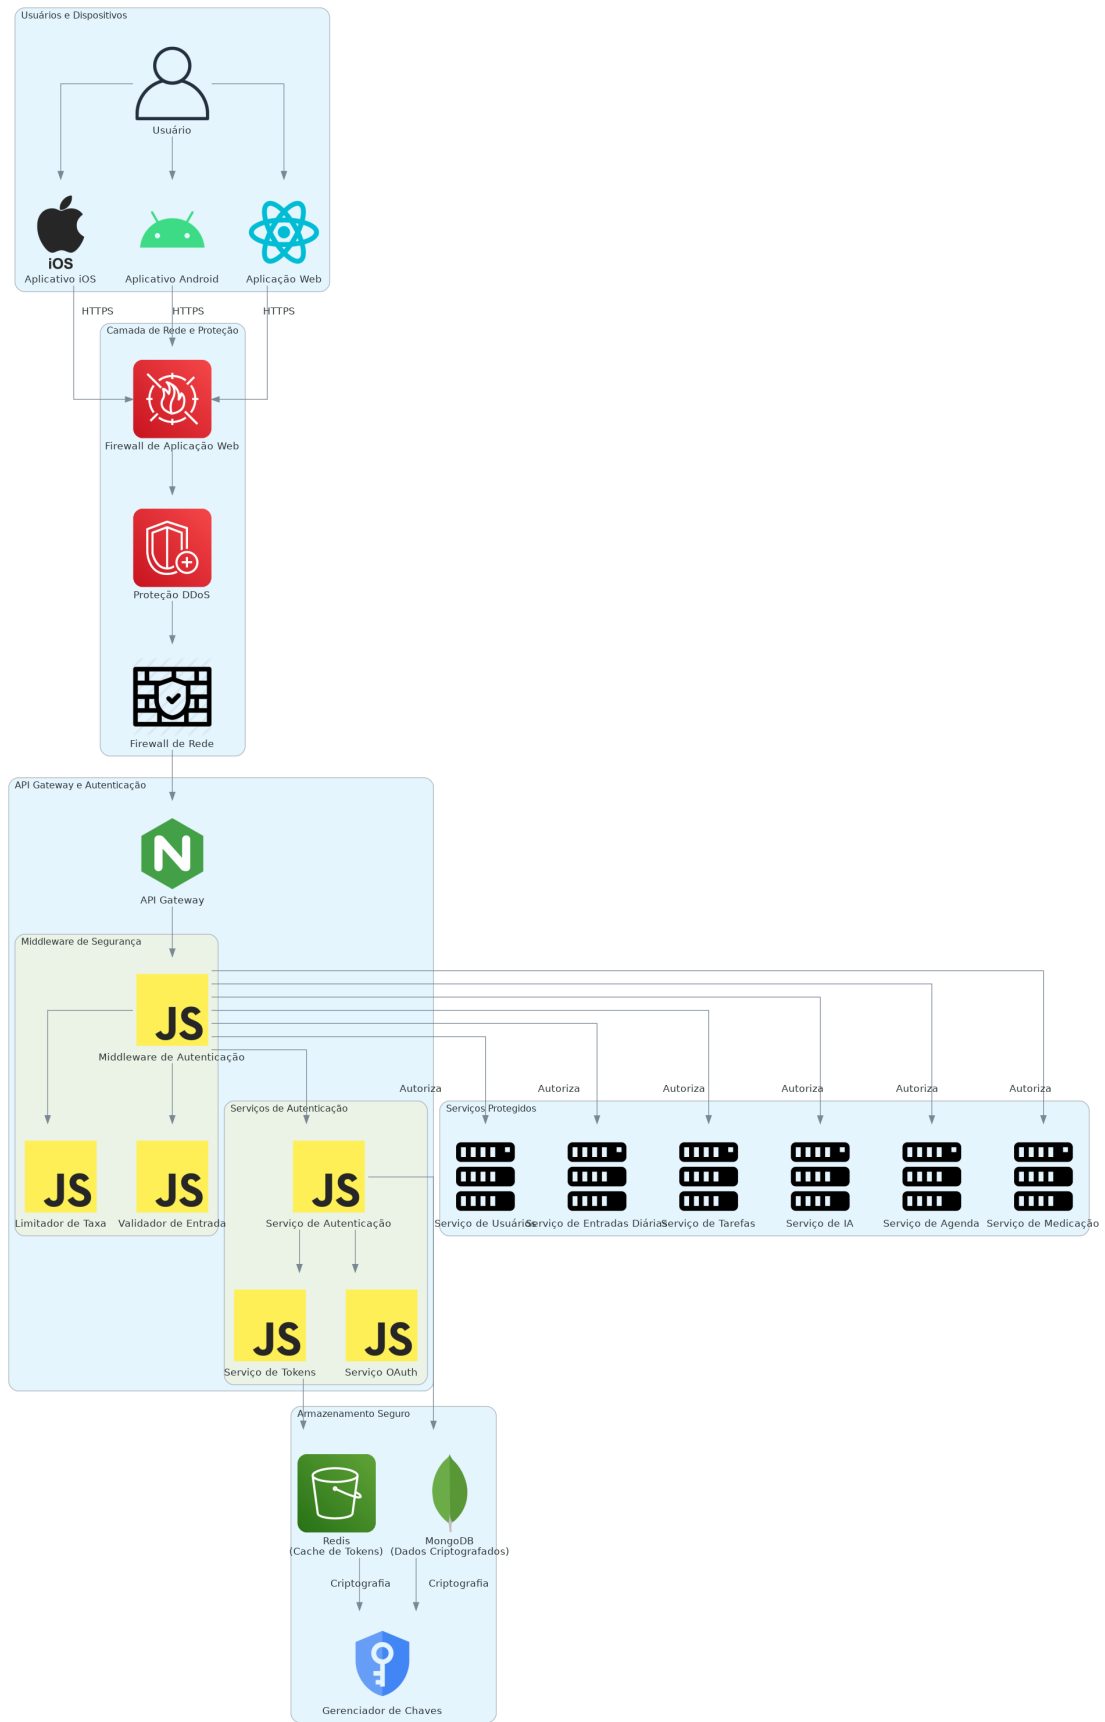 Usuários e Dispositivos
Usuário
iOS
Aplicativo iOS
Aplicativo Android
Aplicação Web
HTTPS
HTTPS
HTTPS
Camada de Rede e Proteção
Firewall de Aplicação Web
Proteção DDoS
Firewall de Rede
API Gateway e Autenticação
N
API Gateway
Middleware de Segurança
JS
Middleware de Autenticação
Autoriza
Autoriza
Autoriza
Autoriza
Autoriza
Autoriza
Serviços de Autenticação
Serviços Protegidos
JS
JS
JS
Limitador de Taxa
Validador de Entrada
Serviço de Autenticação
Serviço de Usuários
Serviço de Entradas Diárias
Serviço de Tarefas
Serviço de IA
Serviço de Agenda
Serviço de Medicação
JS
JS
Serviço de Tokens
Serviço OAuth
Armazenamento Seguro
Redis
(Cache de Tokens)
MongoDB
(Dados Criptografados)
Criptografia
Criptografia
Gerenciador de Chaves